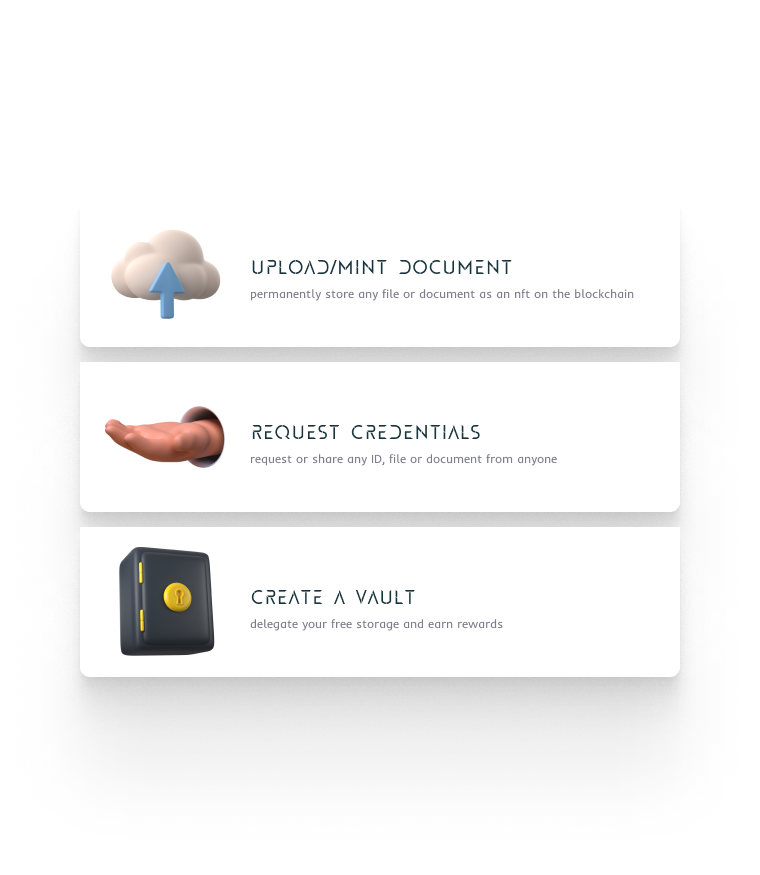 UPLOAD/MINT DOCUMENT
permanently store any file or document as an nft on the blockchain
REQUEST CREDENTIALS
request or share any ID, file or document from anyone
CREATE A VAULT
delegate your free storage and earn rewards